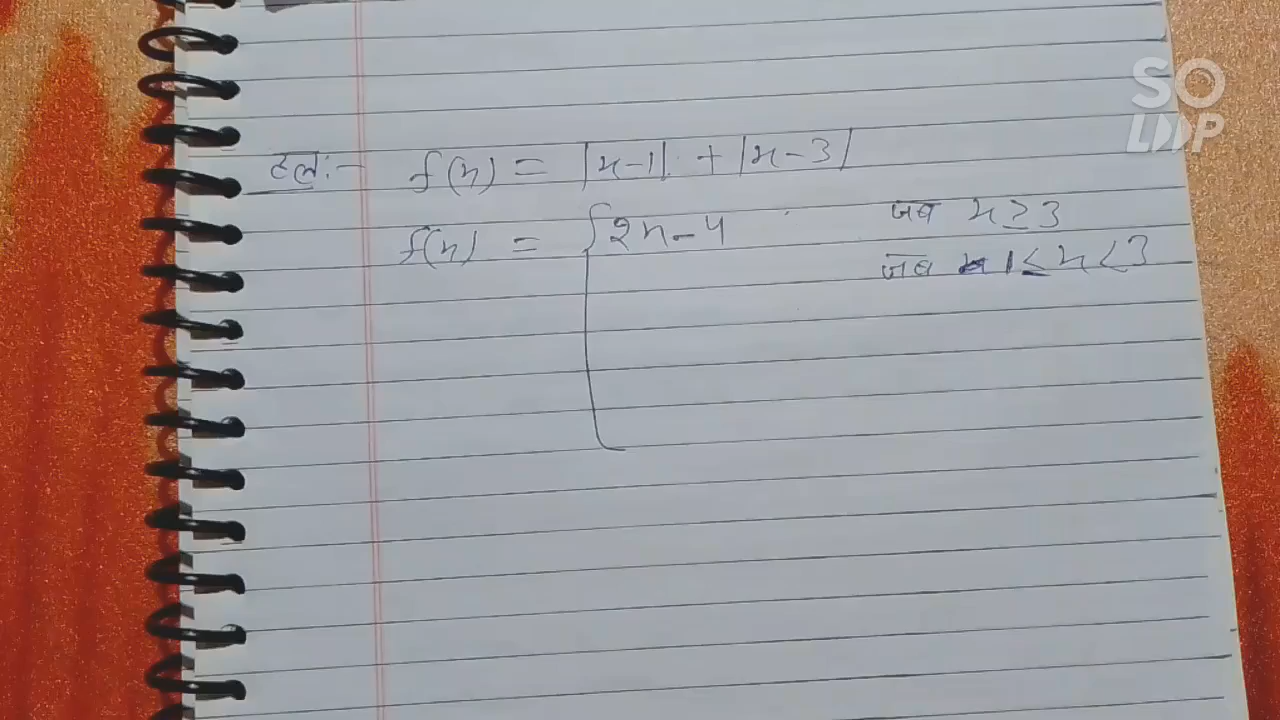 SO
LOOP
हल:- f(x) = |x-1| + |x-3|
f(x) = { 2x-4 जब x≥3
जब 1≤x<3